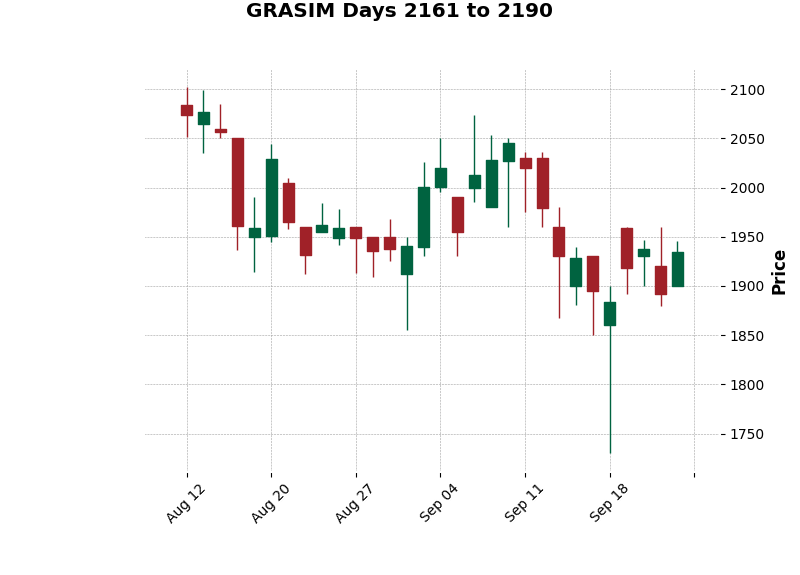 GRASIM Days 2161 to 2190
2100
2050
2000
1950
1900
1850
1800
1750
Price
Aug 12
Aug 20
Aug 27
Sep 04
Sep 11
Sep 18